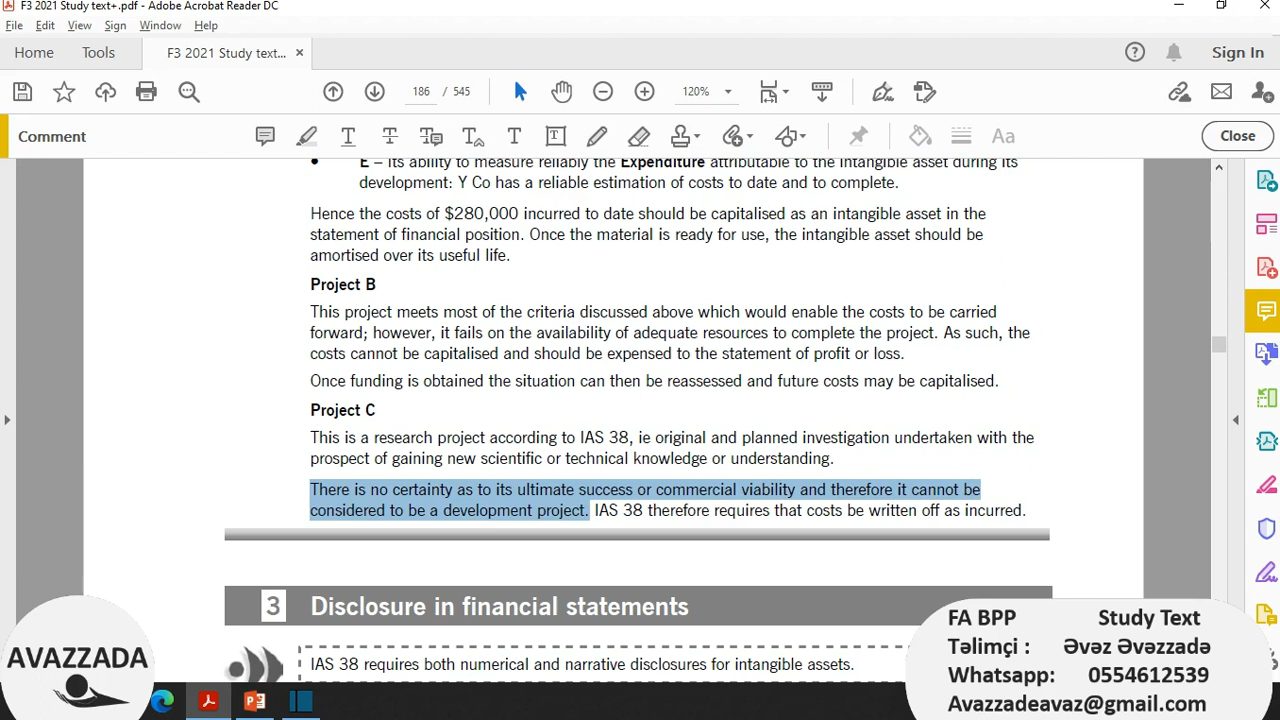 F3 2021 Study text+.pdf - Adobe Acrobat Reader DC
File Edit View Sign Window Help
Home Tools F3 2021 Study text... × Sign In
186 / 545 120%
Comment Aa Close
• E – Its ability to measure reliably the Expenditure attributable to the intangible asset during its
development: Y Co has a reliable estimation of costs to date and to complete.
Hence the costs of $280,000 incurred to date should be capitalised as an intangible asset in the
statement of financial position. Once the material is ready for use, the intangible asset should be
amortised over its useful life.
Project B
This project meets most of the criteria discussed above which would enable the costs to be carried
forward; however, it fails on the availability of adequate resources to complete the project. As such, the
costs cannot be capitalised and should be expensed to the statement of profit or loss.
Once funding is obtained the situation can then be reassessed and future costs may be capitalised.
Project C
This is a research project according to IAS 38, ie original and planned investigation undertaken with the
prospect of gaining new scientific or technical knowledge or understanding.
There is no certainty as to its ultimate success or commercial viability and therefore it cannot be
considered to be a development project. IAS 38 therefore requires that costs be written off as incurred.
3 Disclosure in financial statements
IAS 38 requires both numerical and narrative disclosures for intangible assets.
AVAZZADA
FA BPP Study Text
Təlimçi : Əvəz Əvəzzadə
Whatsapp: 0554612539
Avazzadeavaz@gmail.com